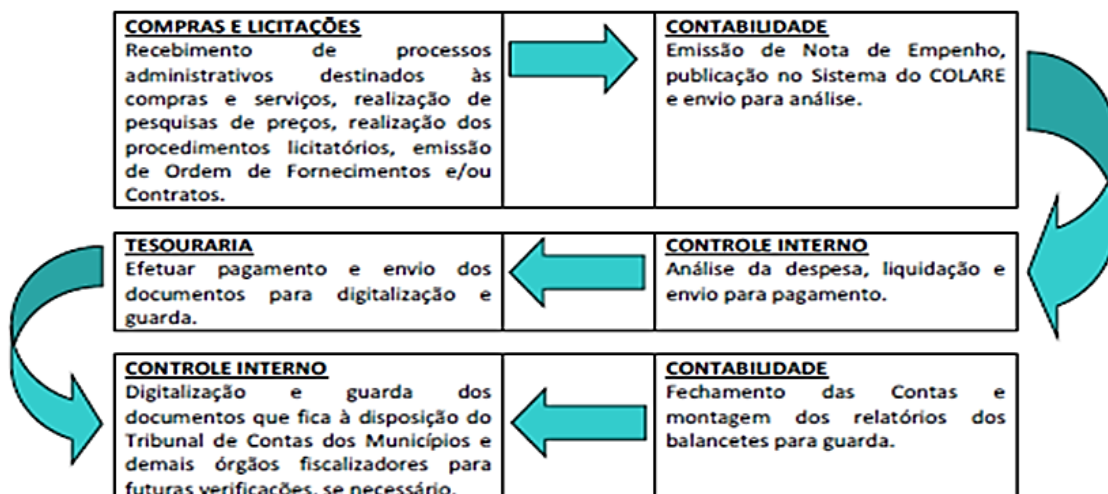 COMPRAS E LICITAÇÕES
Recebimento de processos
administrativos destinados às
compras e serviços, realização de
pesquisas de preços, realização dos
procedimentos licitatórios, emissão
de Ordem de Fornecimentos e/ou
Contratos.
CONTABILIDADE
Emissão de Nota de Empenho,
publicação no Sistema do COLARE
e envio para análise.
TESOURARIA
Efetuar pagamento e envio dos
documentos para digitalização e
guarda.
CONTROLE INTERNO
Análise da despesa, liquidação e
envio para pagamento.
CONTROLE INTERNO
Digitalização e guarda dos
documentos que fica à disposição do
Tribunal de Contas dos Municípios e
demais órgãos fiscalizadores para
futuras verificações, se necessário.
CONTABILIDADE
Fechamento das Contas e
montagem dos relatórios dos
balancetes para guarda.